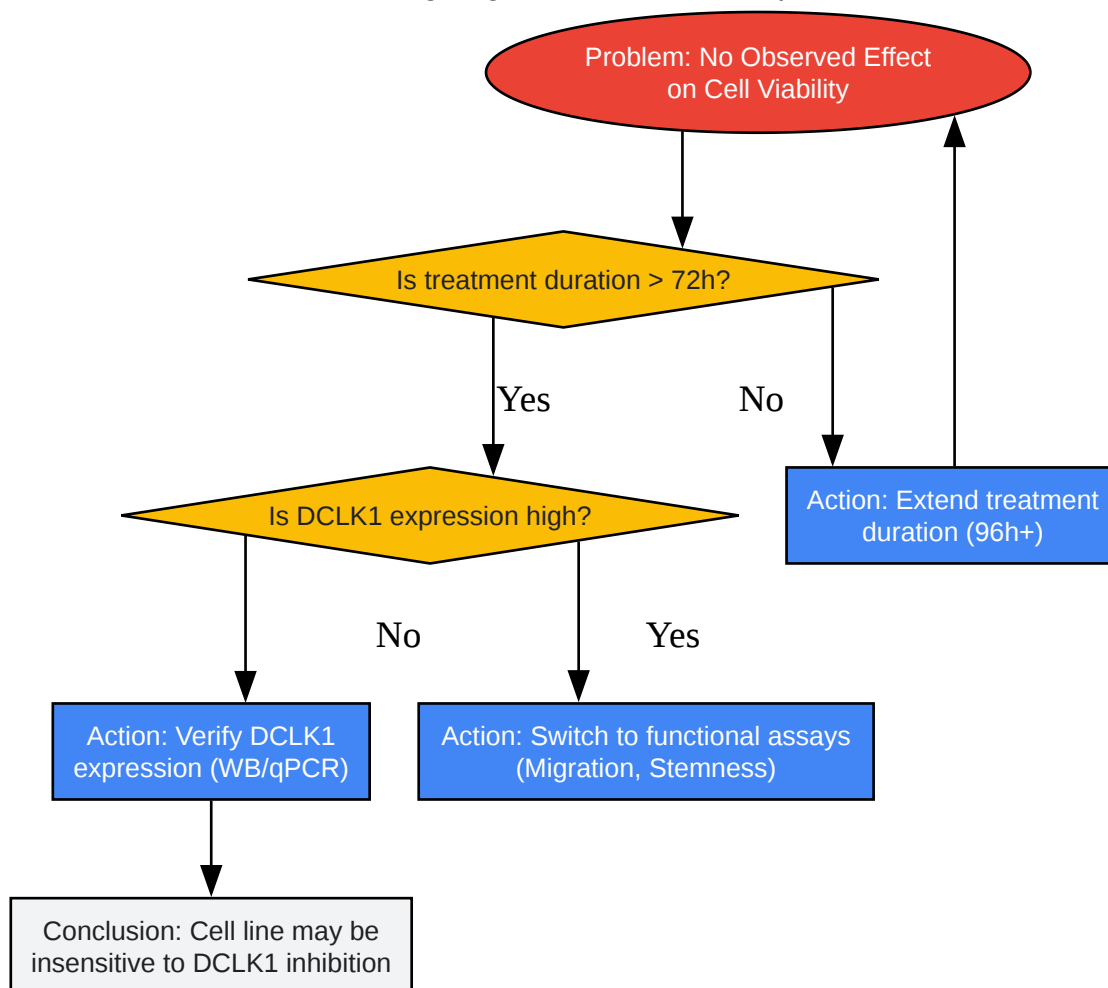 Problem: No Observed Effect
on Cell Viability
Is treatment duration > 72h?
Yes
No
Is DCLK1 expression high?
Action: Extend treatment
duration (96h+)
No
Yes
Action: Verify DCLK1
expression (WB/qPCR)
Action: Switch to functional assays
(Migration, Stemness)
Conclusion: Cell line may be
insensitive to DCLK1 inhibition